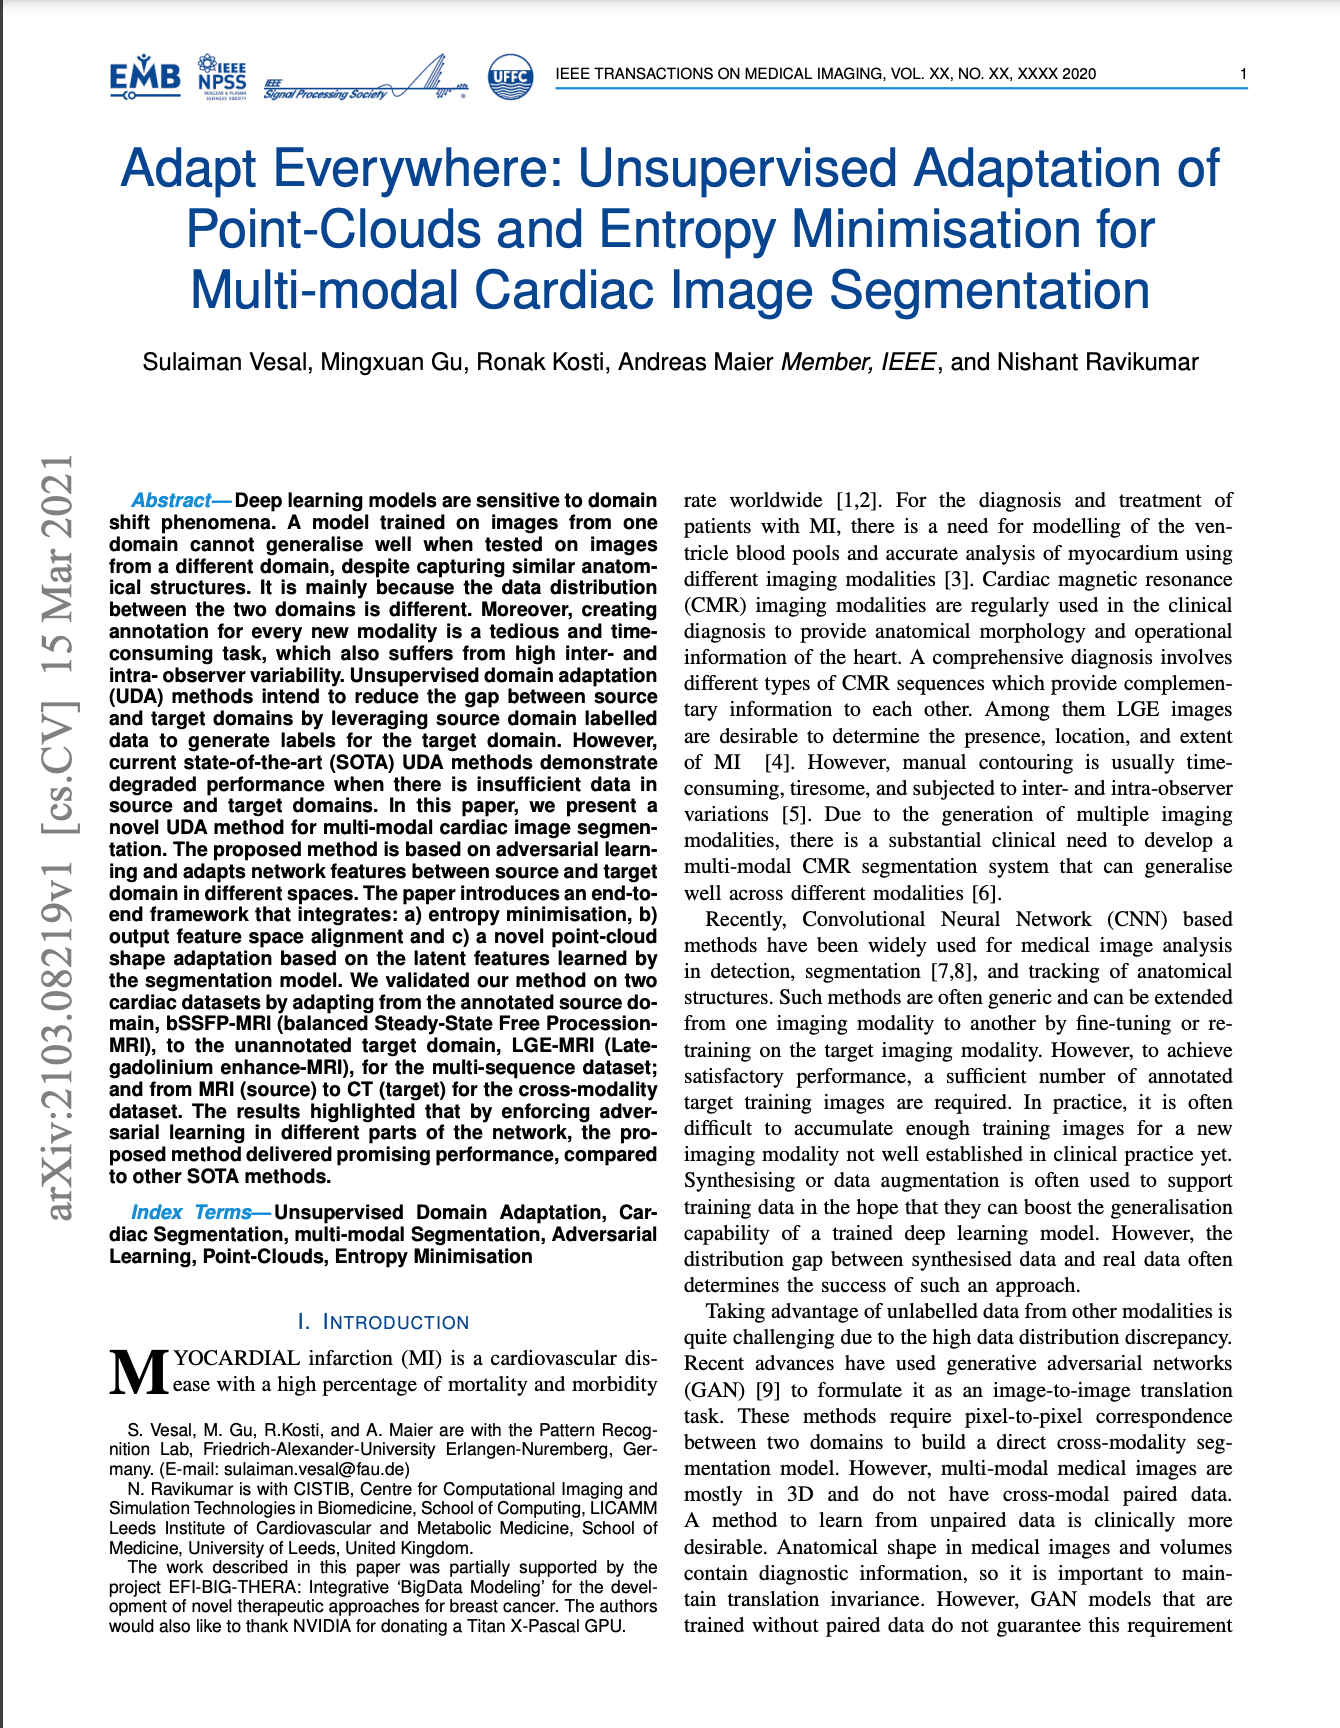 EMB
IEEE
NPSS
NUCLEAR & PLASMA
SCIENCES SOCIETY
IEEE
Signal Processing Society
UFFC
IEEE TRANSACTIONS ON MEDICAL IMAGING, VOL. XX, NO. XX, XXXX 2020
1
Adapt Everywhere: Unsupervised Adaptation of
Point-Clouds and Entropy Minimisation for
Multi-modal Cardiac Image Segmentation
Sulaiman Vesal, Mingxuan Gu, Ronak Kosti, Andreas Maier Member, IEEE, and Nishant Ravikumar
arXiv:2103.08219v1 [cs.CV] 15 Mar 2021
Abstract—Deep learning models are sensitive to domain
shift phenomena. A model trained on images from one
domain cannot generalise well when tested on images
from a different domain, despite capturing similar anatom-
ical structures. It is mainly because the data distribution
between the two domains is different. Moreover, creating
annotation for every new modality is a tedious and time-
consuming task, which also suffers from high inter- and
intra- observer variability. Unsupervised domain adaptation
(UDA) methods intend to reduce the gap between source
and target domains by leveraging source domain labelled
data to generate labels for the target domain. However,
current state-of-the-art (SOTA) UDA methods demonstrate
degraded performance when there is insufficient data in
source and target domains. In this paper, we present a
novel UDA method for multi-modal cardiac image segmen-
tation. The proposed method is based on adversarial learn-
ing and adapts network features between source and target
domain in different spaces. The paper introduces an end-to-
end framework that integrates: a) entropy minimisation, b)
output feature space alignment and c) a novel point-cloud
shape adaptation based on the latent features learned by
the segmentation model. We validated our method on two
cardiac datasets by adapting from the annotated source do-
main, bSSFP-MRI (balanced Steady-State Free Procession-
MRI), to the unannotated target domain, LGE-MRI (Late-
gadolinium enhance-MRI), for the multi-sequence dataset;
and from MRI (source) to CT (target) for the cross-modality
dataset. The results highlighted that by enforcing adver-
sarial learning in different parts of the network, the pro-
posed method delivered promising performance, compared
to other SOTA methods.
Index Terms—Unsupervised Domain Adaptation, Car-
diac Segmentation, multi-modal Segmentation, Adversarial
Learning, Point-Clouds, Entropy Minimisation
I. INTRODUCTION
MYOCARDIAL infarction (MI) is a cardiovascular dis-
ease with a high percentage of mortality and morbidity
S. Vesal, M. Gu, R.Kosti, and A. Maier are with the Pattern Recog-
nition Lab, Friedrich-Alexander-University Erlangen-Nuremberg, Ger-
many. (E-mail: sulaiman.vesal@fau.de)
N. Ravikumar is with CISTIB, Centre for Computational Imaging and
Simulation Technologies in Biomedicine, School of Computing, LICAMM
Leeds Institute of Cardiovascular and Metabolic Medicine, School of
Medicine, University of Leeds, United Kingdom.
The work described in this paper was partially supported by the
project EFI-BIG-THERA: Integrative ‘BigData Modeling’ for the devel-
opment of novel therapeutic approaches for breast cancer. The authors
would also like to thank NVIDIA for donating a Titan X-Pascal GPU.
rate worldwide [1,2]. For the diagnosis and treatment of
patients with MI, there is a need for modelling of the ven-
tricle blood pools and accurate analysis of myocardium using
different imaging modalities [3]. Cardiac magnetic resonance
(CMR) imaging modalities are regularly used in the clinical
diagnosis to provide anatomical morphology and operational
information of the heart. A comprehensive diagnosis involves
different types of CMR sequences which provide complemen-
tary information to each other. Among them LGE images
are desirable to determine the presence, location, and extent
of MI [4]. However, manual contouring is usually time-
consuming, tiresome, and subjected to inter- and intra-observer
variations [5]. Due to the generation of multiple imaging
modalities, there is a substantial clinical need to develop a
multi-modal CMR segmentation system that can generalise
well across different modalities [6].
Recently, Convolutional Neural Network (CNN) based
methods have been widely used for medical image analysis
in detection, segmentation [7,8], and tracking of anatomical
structures. Such methods are often generic and can be extended
from one imaging modality to another by fine-tuning or re-
training on the target imaging modality. However, to achieve
satisfactory performance, a sufficient number of annotated
target training images are required. In practice, it is often
difficult to accumulate enough training images for a new
imaging modality not well established in clinical practice yet.
Synthesising or data augmentation is often used to support
training data in the hope that they can boost the generalisation
capability of a trained deep learning model. However, the
distribution gap between synthesised data and real data often
determines the success of such an approach.
Taking advantage of unlabelled data from other modalities is
quite challenging due to the high data distribution discrepancy.
Recent advances have used generative adversarial networks
(GAN) [9] to formulate it as an image-to-image translation
task. These methods require pixel-to-pixel correspondence
between two domains to build a direct cross-modality seg-
mentation model. However, multi-modal medical images are
mostly in 3D and do not have cross-modal paired data.
A method to learn from unpaired data is clinically more
desirable. Anatomical shape in medical images and volumes
contain diagnostic information, so it is important to main-
tain translation invariance. However, GAN models that are
trained without paired data do not guarantee this requirement